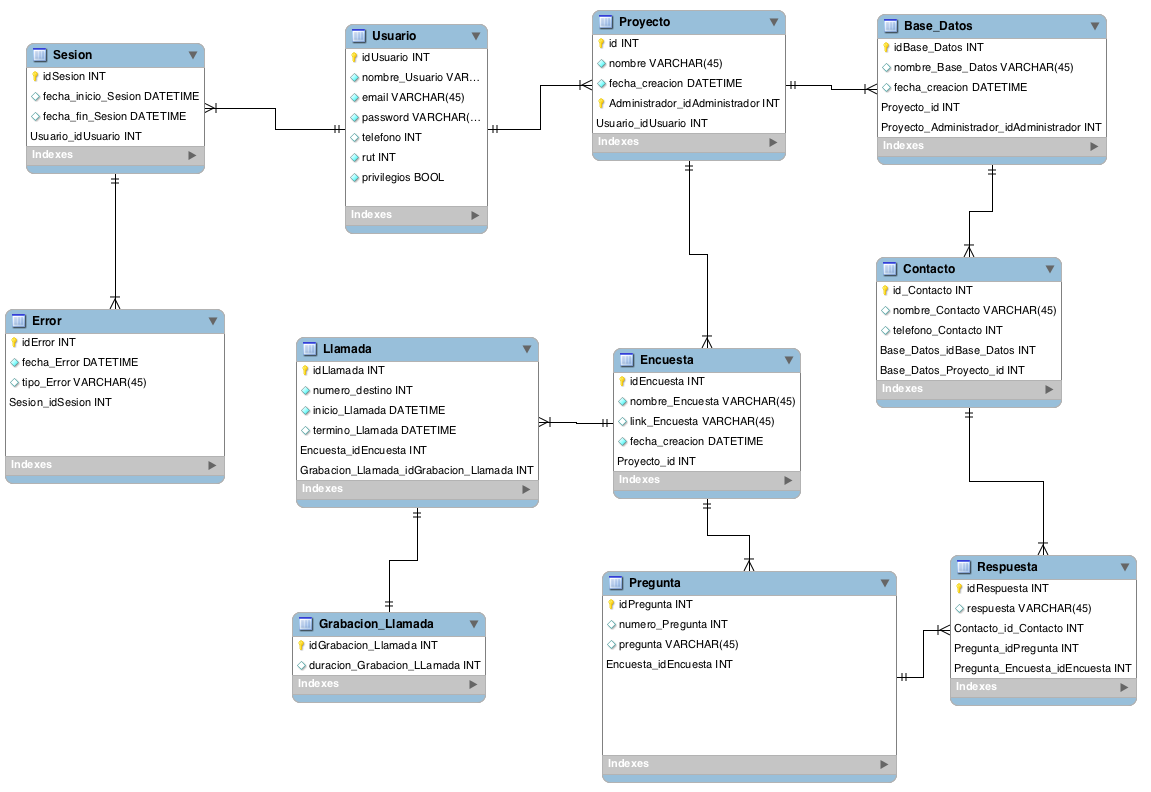 Sesion
idSesion INT
fecha_inicio_Sesion DATETIME
fecha_fin_Sesion DATETIME
Usuario_idUsuario INT
Indexes
Usuario
idUsuario INT
nombre_Usuario VAR...
email VARCHAR(45)
password VARCHAR(...
telefono INT
rut INT
privilegios BOOL
Indexes
Proyecto
id INT
nombre VARCHAR(45)
fecha_creacion DATETIME
Administrador_idAdministrador INT
Usuario_idUsuario INT
Indexes
Base_Datos
idBase_Datos INT
nombre_Base_Datos VARCHAR(45)
fecha_creacion DATETIME
Proyecto_id INT
Proyecto_Administrador_idAdministrador INT
Indexes
Error
idError INT
fecha_Error DATETIME
tipo_Error VARCHAR(45)
Sesion_idSesion INT
Indexes
Llamada
idLlamada INT
numero_destino INT
inicio_Llamada DATETIME
termino_Llamada DATETIME
Encuesta_idEncuesta INT
Grabacion_Llamada_idGrabacion_Llamada INT
Indexes
Encuesta
idEncuesta INT
nombre_Encuesta VARCHAR(45)
link_Encuesta VARCHAR(45)
fecha_creacion DATETIME
Proyecto_id INT
Indexes
Contacto
id_Contacto INT
nombre_Contacto VARCHAR(45)
telefono_Contacto INT
Base_Datos_idBase_Datos INT
Base_Datos_Proyecto_id INT
Indexes
Grabacion_Llamada
idGrabacion_Llamada INT
duracion_Grabacion_LLamada INT
Indexes
Pregunta
idPregunta INT
numero_Pregunta INT
pregunta VARCHAR(45)
Encuesta_idEncuesta INT
Indexes
Respuesta
idRespuesta INT
respuesta VARCHAR(45)
Contacto_id_Contacto INT
Pregunta_idPregunta INT
Pregunta_Encuesta_idEncuesta INT
Indexes